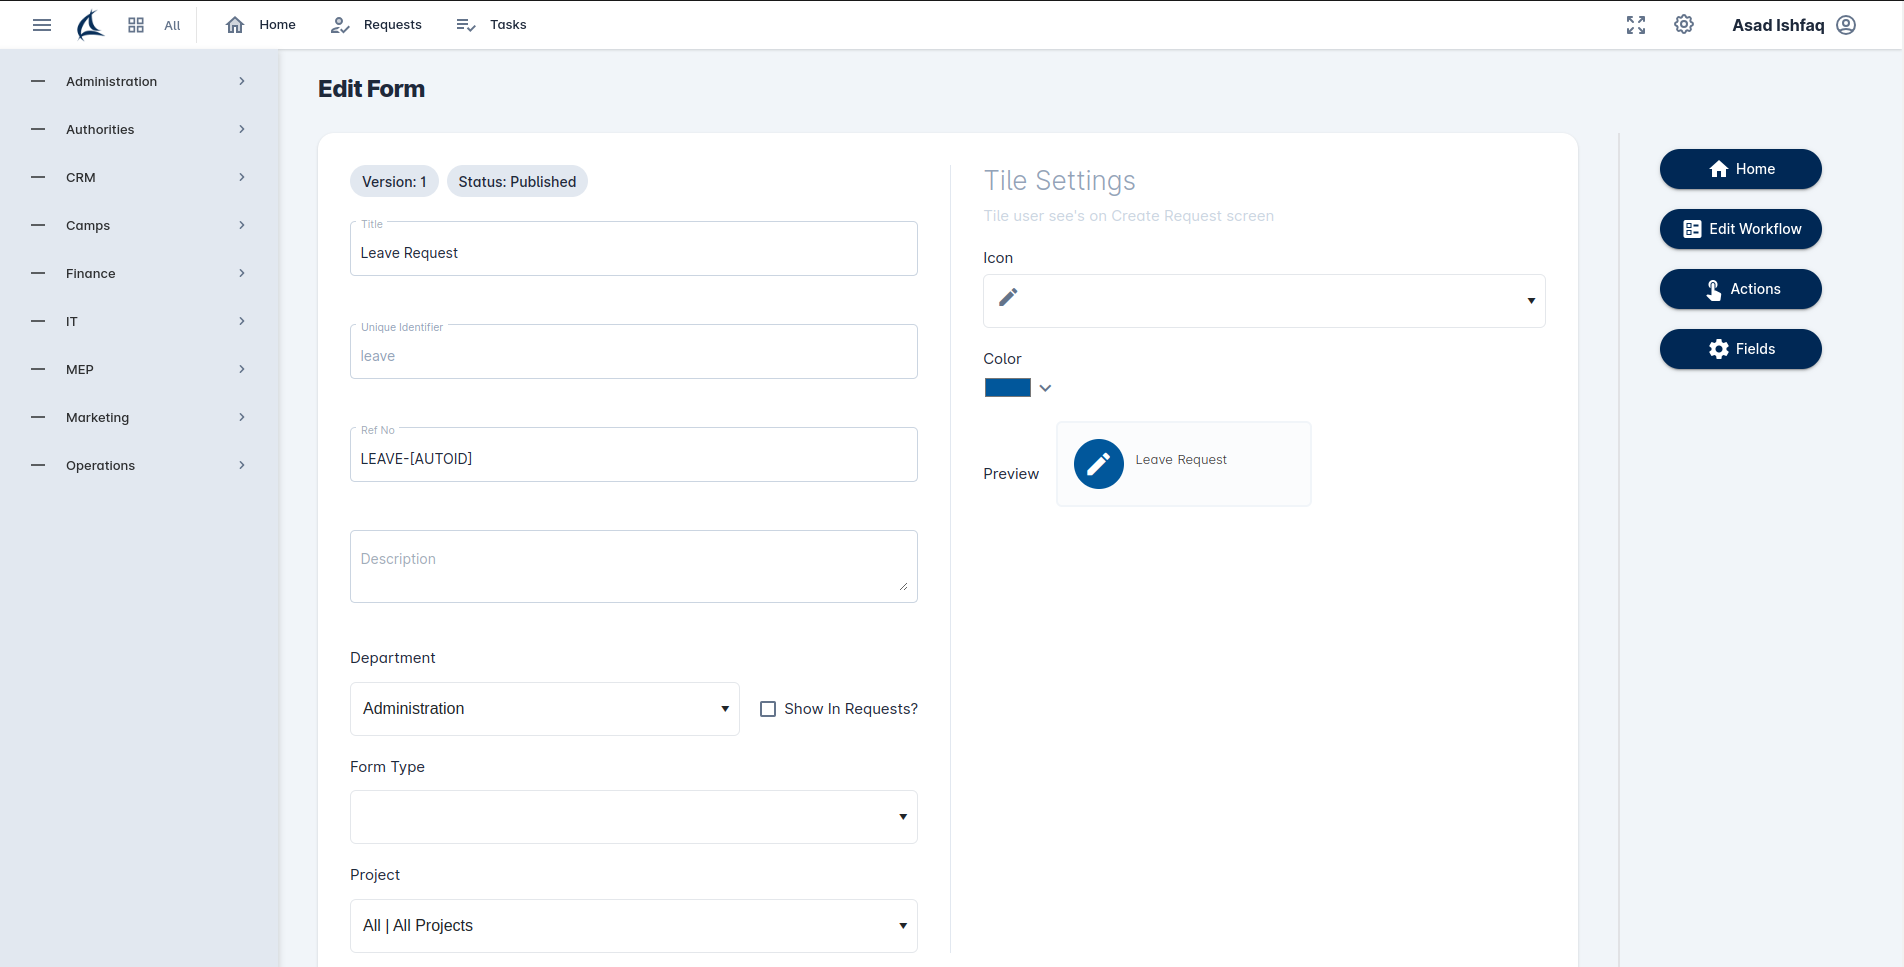 All
Home
Requests
Tasks
Asad Ishfaq
Administration
Authorities
CRM
Camps
Finance
IT
MEP
Marketing
Operations
Edit Form
Version: 1
Status: Published
Title
Leave Request
Unique Identifier
leave
Ref No
LEAVE-[AUTOID]
Description
Department
Administration
Show In Requests?
Form Type
Project
All | All Projects
Tile Settings
Tile user see's on Create Request screen
Icon
Color
Preview
Leave Request
Home
Edit Workflow
Actions
Fields